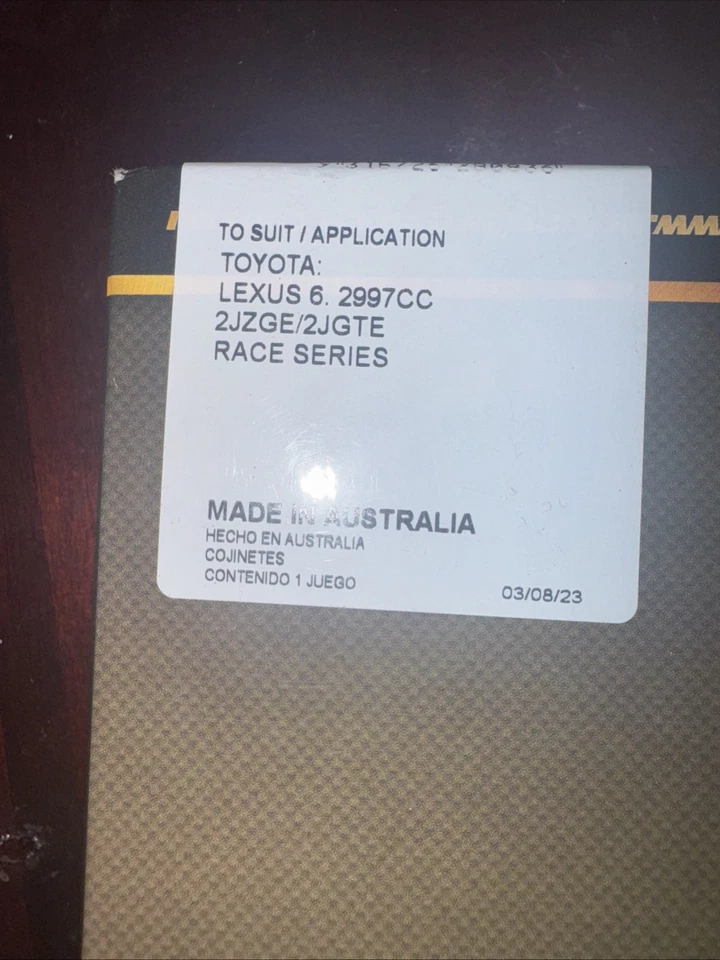 TO SUIT / APPLICATION
TOYOTA:
LEXUS 6. 2997CC
2JZGE/2JGTE
RACE SERIES
MADE IN AUSTRALIA
HECHO EN AUSTRALIA
COJINETES
CONTENIDO 1 JUEGO
03/08/23